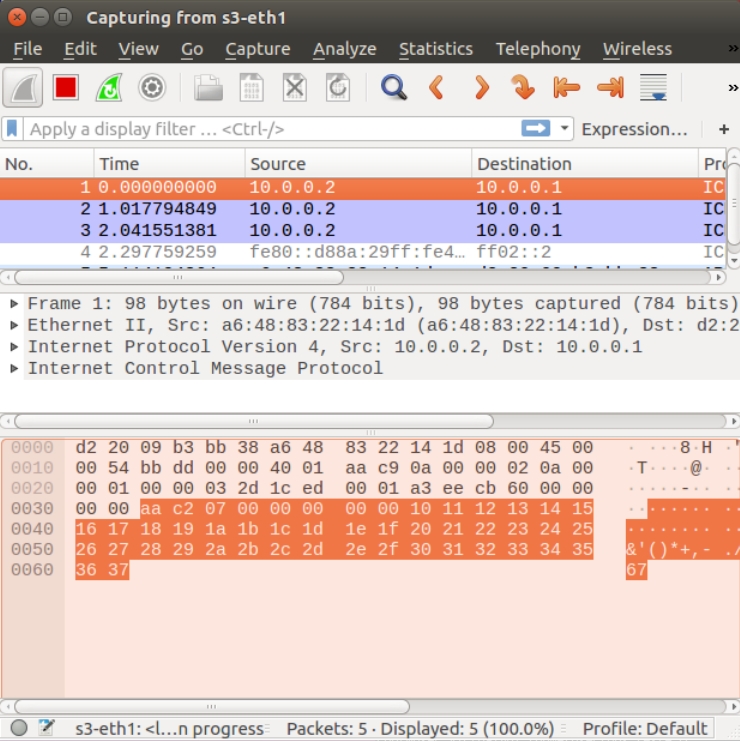 Capturing from s3-eth1
File Edit View Go Capture Analyze Statistics Telephony Wireless »
»
Apply a display filter … <Ctrl-/> Expression… +
No. Time Source Destination Pro
1 0.000000000 10.0.0.2 10.0.0.1 IC
2 1.017794849 10.0.0.2 10.0.0.1 IC
3 2.041551381 10.0.0.2 10.0.0.1 IC
4 2.297759259 fe80::d88a:29ff:fe4… ff02::2 IC
Frame 1: 98 bytes on wire (784 bits), 98 bytes captured (784 bits)
Ethernet II, Src: a6:48:83:22:14:1d (a6:48:83:22:14:1d), Dst: d2:2
Internet Protocol Version 4, Src: 10.0.0.2, Dst: 10.0.0.1
Internet Control Message Protocol
0000 d2 20 09 b3 bb 38 a6 48 83 22 14 1d 08 00 45 00 · ···8·H ·"
0010 00 54 bb dd 00 00 40 01 aa c9 0a 00 00 02 0a 00 ·T····@· ··
0020 00 01 00 00 03 2d 1c ed 00 01 a3 ee cb 60 00 00 ·····-·· ··
0030 00 00 aa c2 07 00 00 00 00 00 10 11 12 13 14 15 ········ ··
0040 16 17 18 19 1a 1b 1c 1d 1e 1f 20 21 22 23 24 25 ········ ··
0050 26 27 28 29 2a 2b 2c 2d 2e 2f 30 31 32 33 34 35 &'()*+,- ./
0060 36 37 67
s3-eth1: <l…n progress Packets: 5 · Displayed: 5 (100.0%) Profile: Default